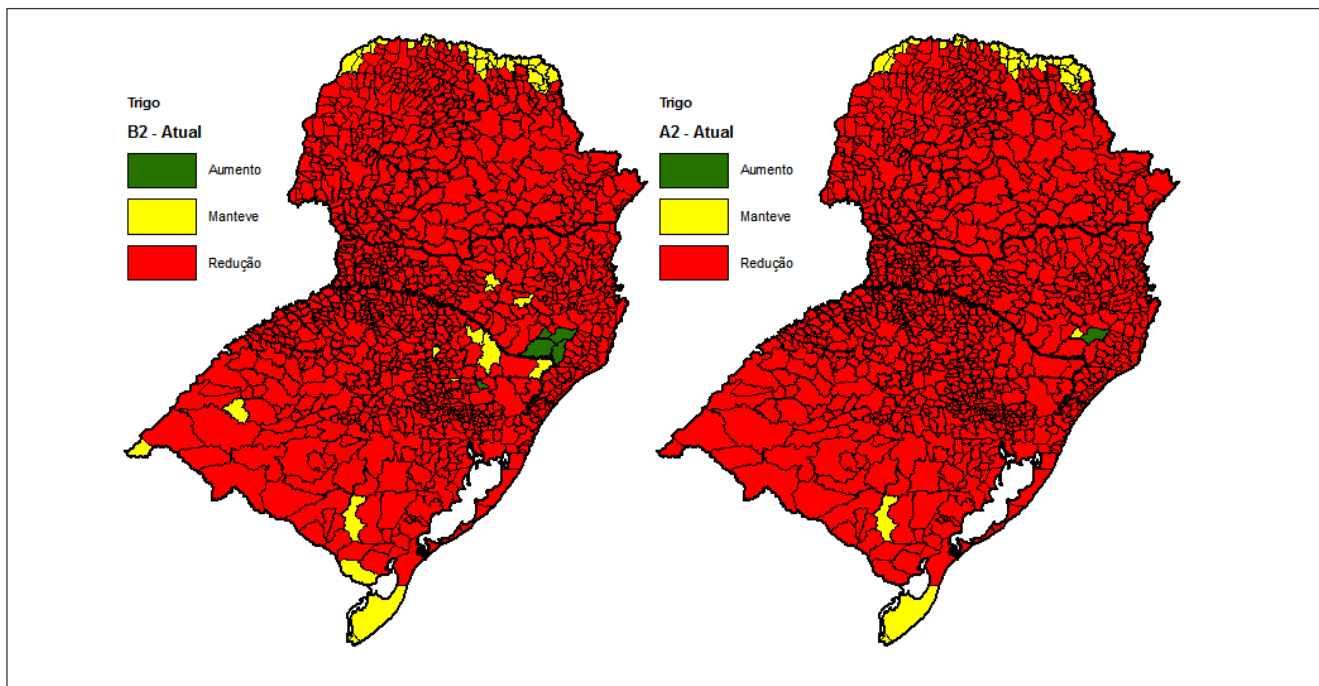 Trigo
B2 - Atual
Aumento
Manteve
Redução
Trigo
A2 - Atual
Aumento
Manteve
Redução